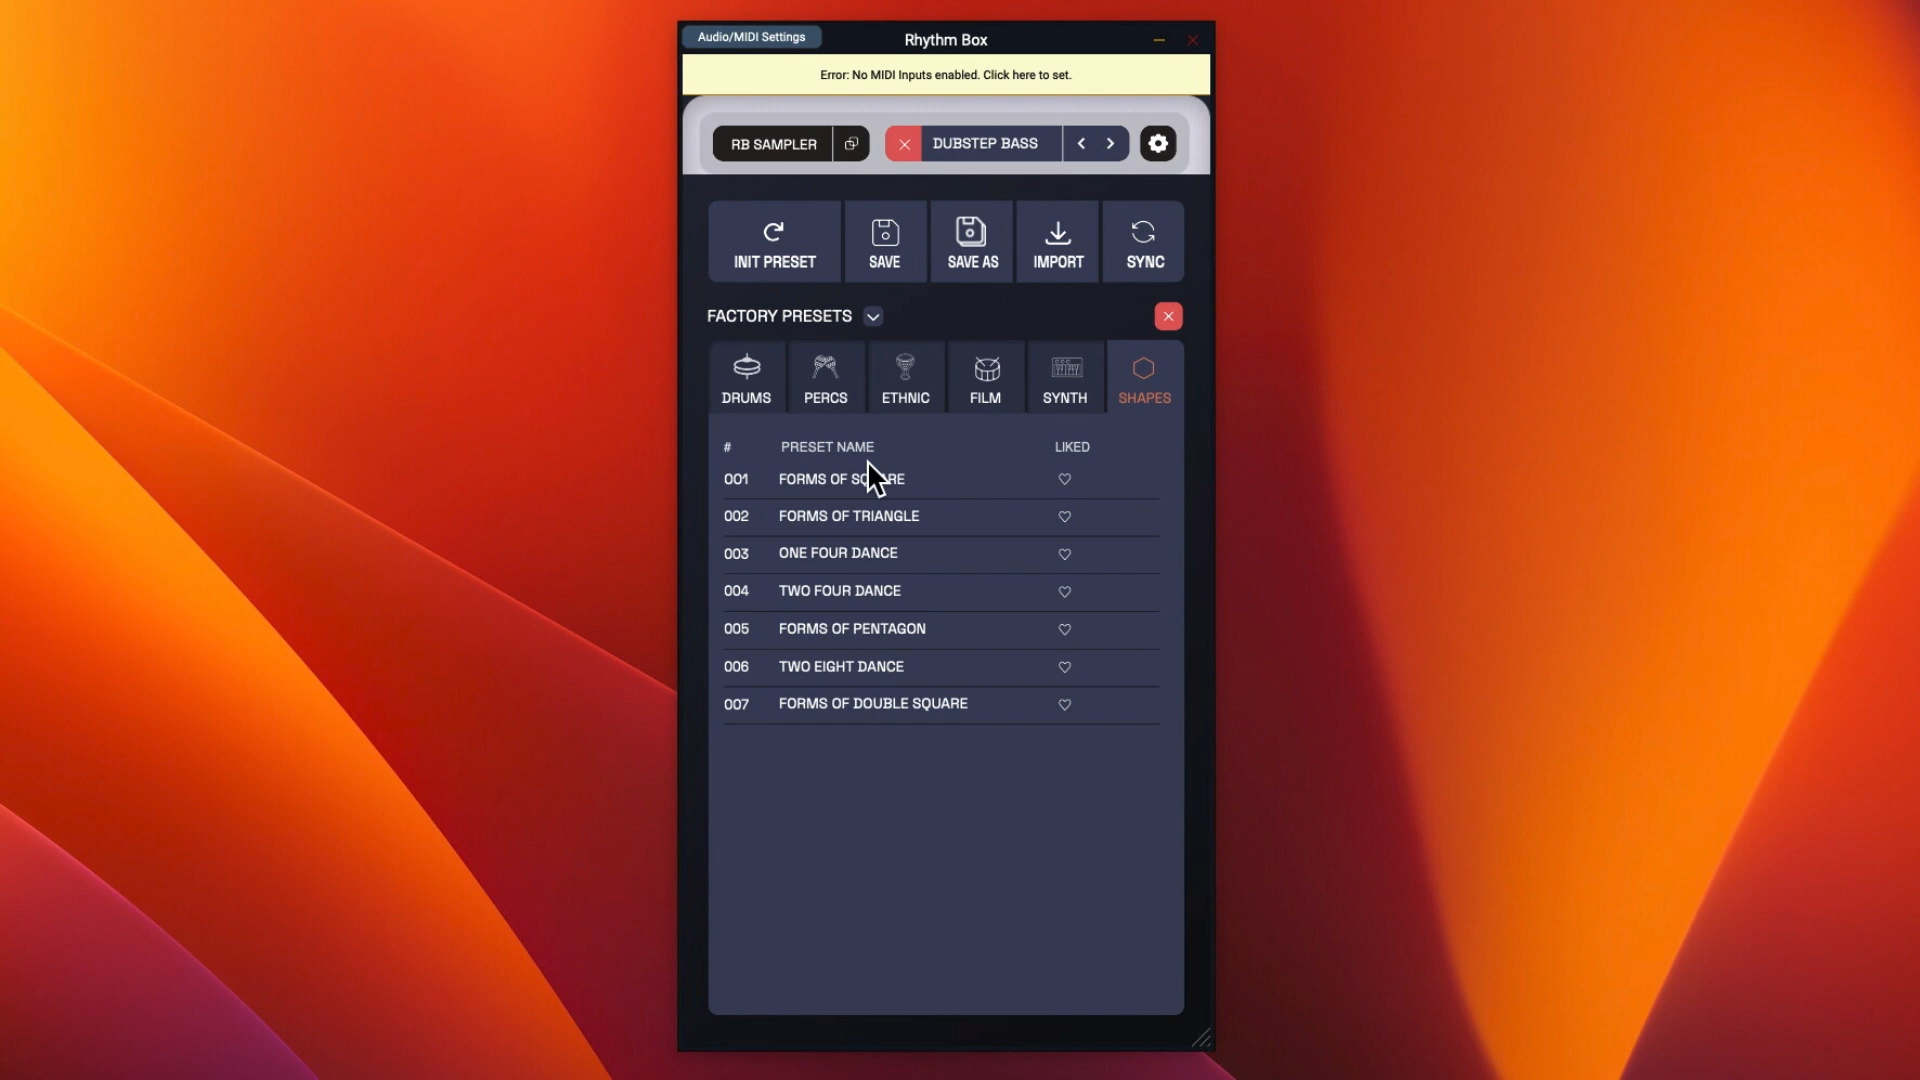 Audio/MIDI Settings
Rhythm Box
Error: No MIDI Inputs enabled. Click here to set.
RB SAMPLER
DUBSTEP BASS
INIT PRESET
SAVE
SAVE AS
IMPORT
SYNC
FACTORY PRESETS
DRUMS
PERCS
ETHNIC
FILM
SYNTH
SHAPES
# PRESET NAME LIKED
001 FORMS OF SQUARE
002 FORMS OF TRIANGLE
003 ONE FOUR DANCE
004 TWO FOUR DANCE
005 FORMS OF PENTAGON
006 TWO EIGHT DANCE
007 FORMS OF DOUBLE SQUARE